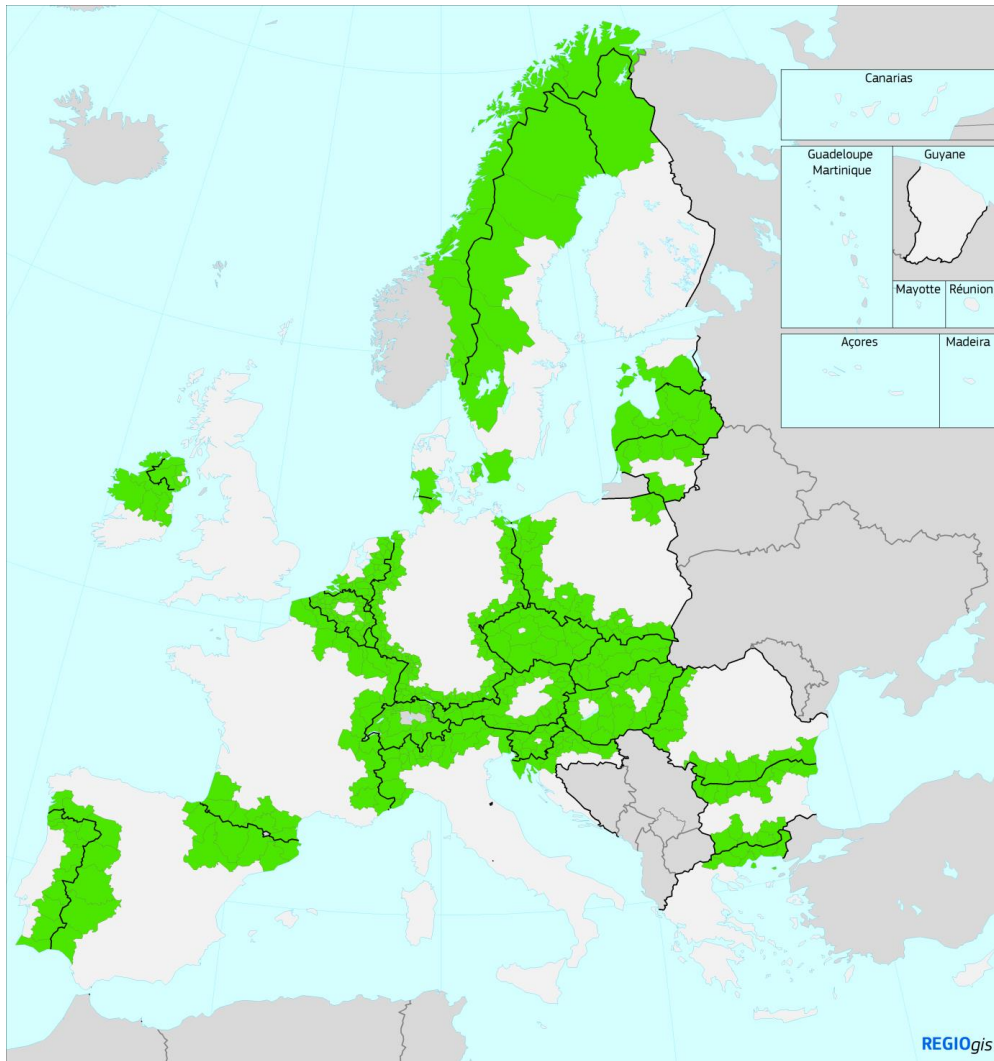 Canarias
Guadeloupe
Martinique
Guyane
Mayotte
Réunion
Açores
Madeira
REGIOgis